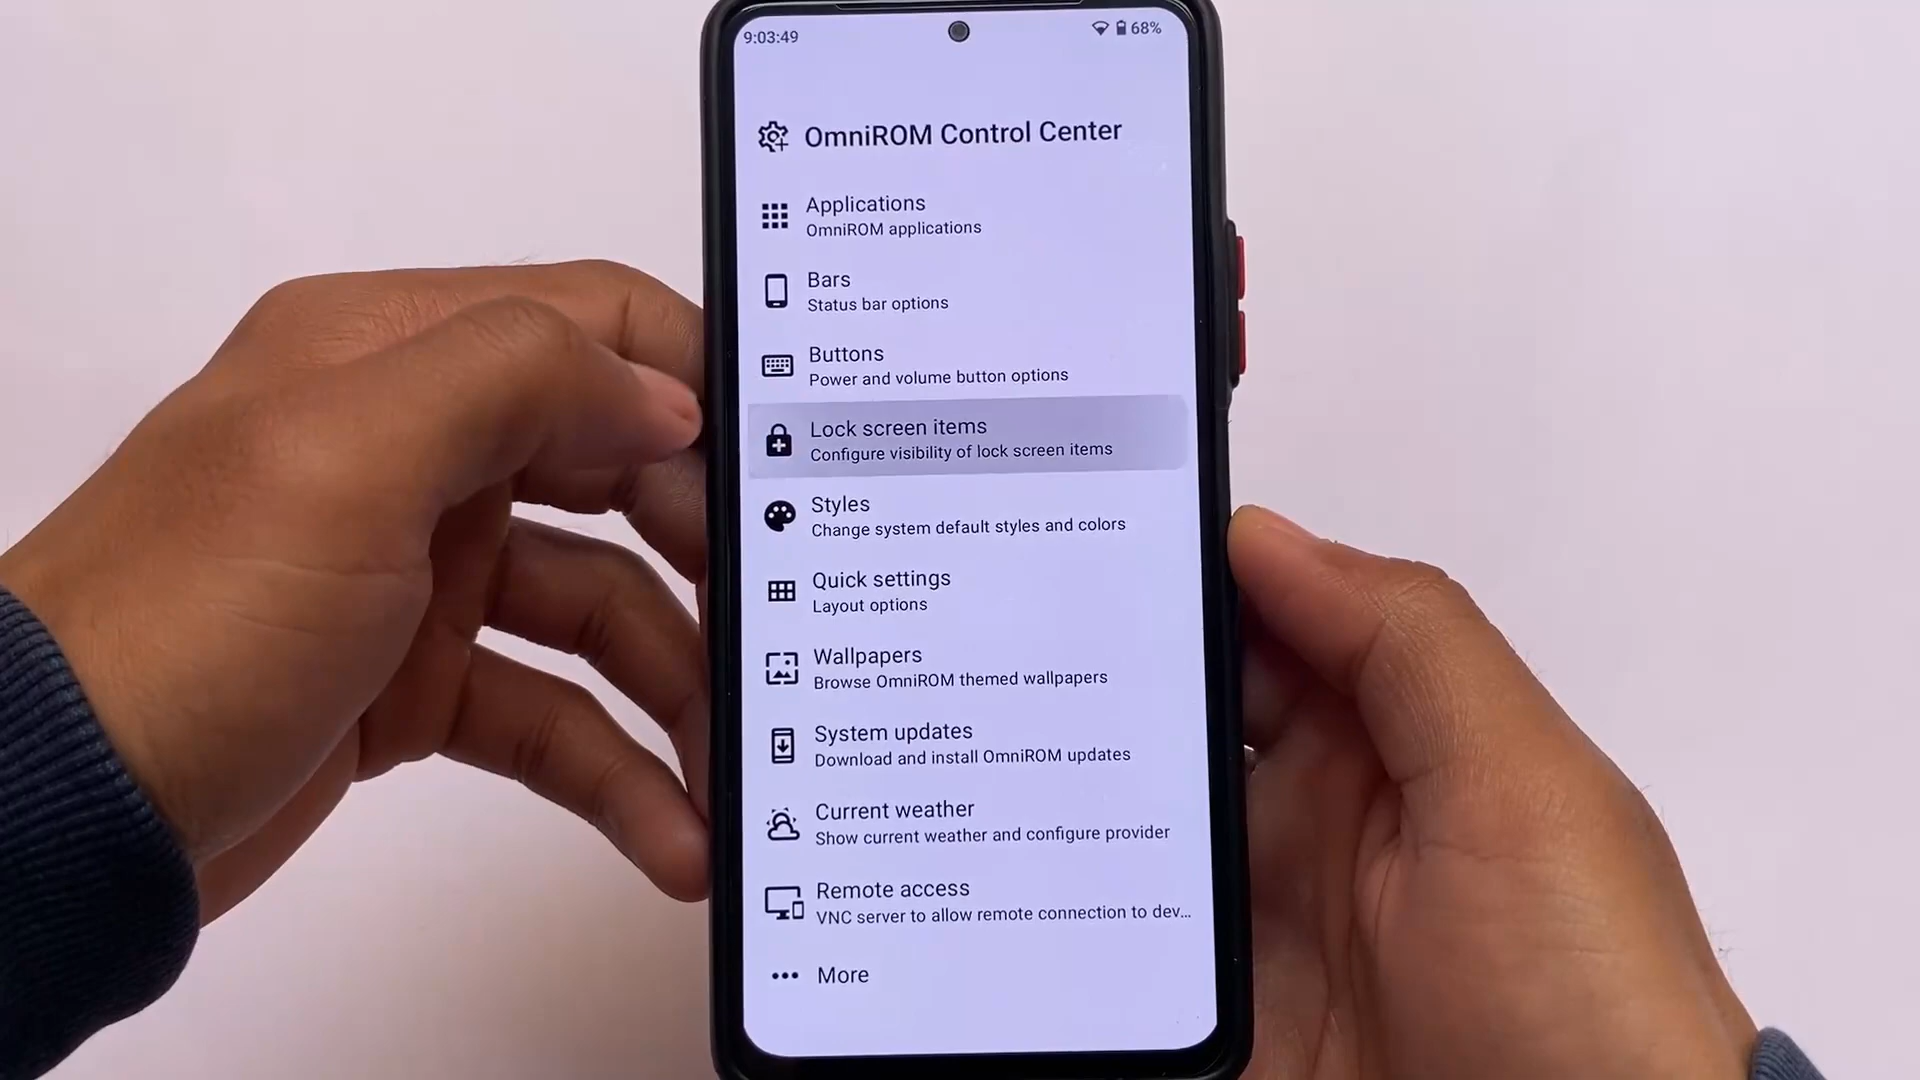 9:03:49
68%
OmniROM Control Center
Applications
OmniROM applications
Bars
Status bar options
Buttons
Power and volume button options
Lock screen items
Configure visibility of lock screen items
Styles
Change system default styles and colors
Quick settings
Layout options
Wallpapers
Browse OmniROM themed wallpapers
System updates
Download and install OmniROM updates
Current weather
Show current weather and configure provider
Remote access
VNC server to allow remote connection to dev...
More